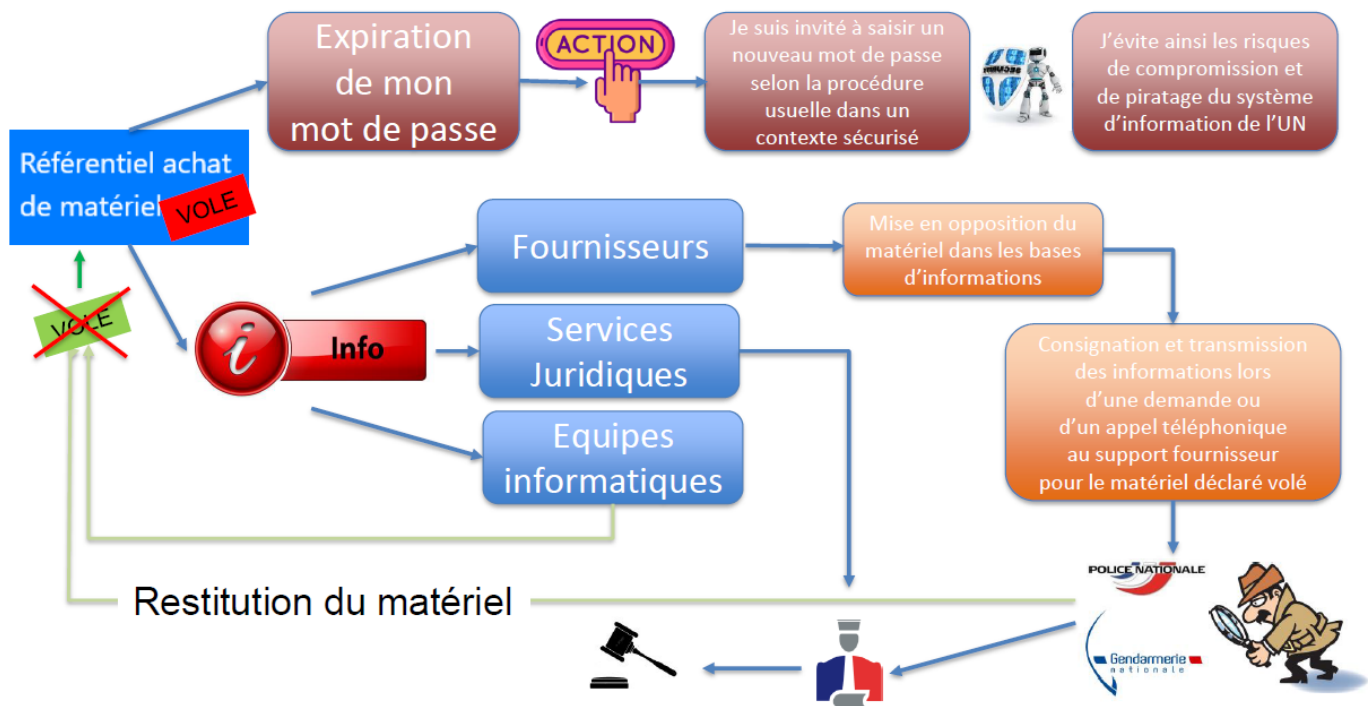 Expiration
de mon
mot de passe
ACTION
Je suis invité à saisir un
nouveau mot de passe
selon la procédure
usuelle dans un
contexte sécurisé
J'évite ainsi les risques
de compromission et
de piratage du système
d'information de l'UN
Référentiel achat
de matériel
VOLE
VOLE
i
Info
Fournisseurs
Services
Juridiques
Equipes
informatiques
Mise en opposition du
matériel dans les bases
d'informations
Consignation et transmission
des informations lors
d'une demande ou
d'un appel téléphonique
au support fournisseur
pour le matériel déclaré volé
Restitution du matériel
POLICE NATIONALE
Gendarmerie
nationale